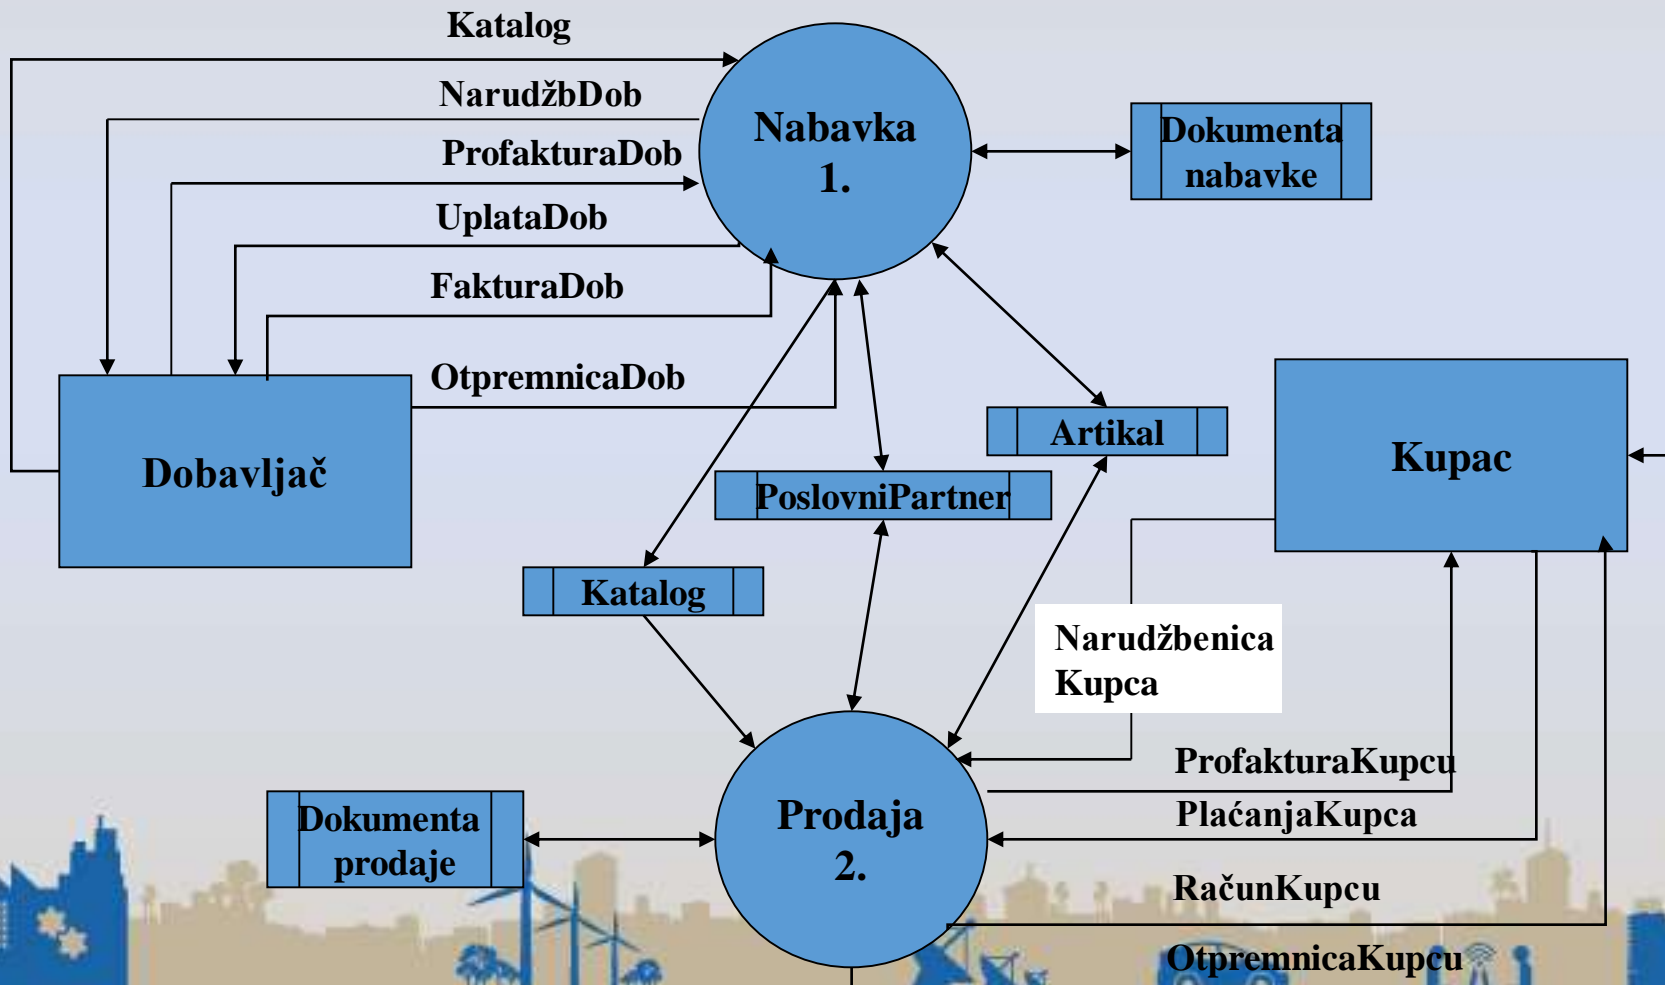 Katalog
NarudžbDob
ProfakturaDob
UplataDob
FakturaDob
OtpremnicaDob
Nabavka
1.
Dokumenta
nabavke
Dobavljač
Artikal
Kupac
PoslovniPartner
Katalog
Narudžbenica
Kupca
ProfakturaKupcu
PlaćanjaKupca
Dokumenta
prodaje
Prodaja
2.
RačunKupcu
OtpremnicaKupcu